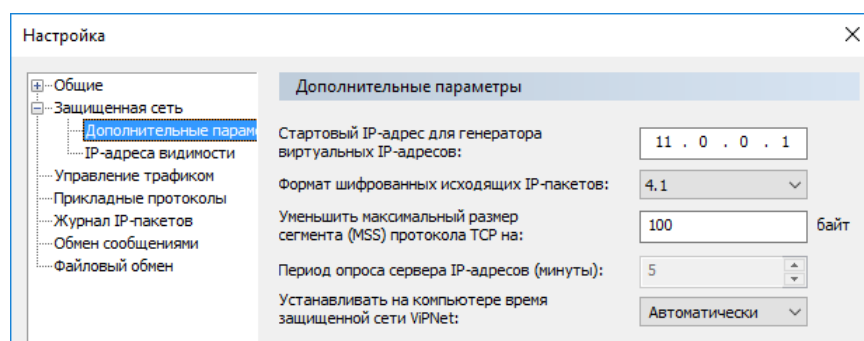 Настройка
Общие
Защищенная сеть
Дополнительные парам
IP-адреса видимости
Управление трафиком
Прикладные протоколы
Журнал IP-пакетов
Обмен сообщениями
Файловый обмен
Дополнительные параметры
Стартовый IP-адрес для генератора
виртуальных IP-адресов:
11 . 0 . 0 . 1
Формат шифрованных исходящих IP-пакетов:
4.1
Уменьшить максимальный размер
сегмента (MSS) протокола TCP на:
100 байт
Период опроса сервера IP-адресов (минуты):
5
Устанавливать на компьютере время
защищенной сети ViPNet:
Автоматически